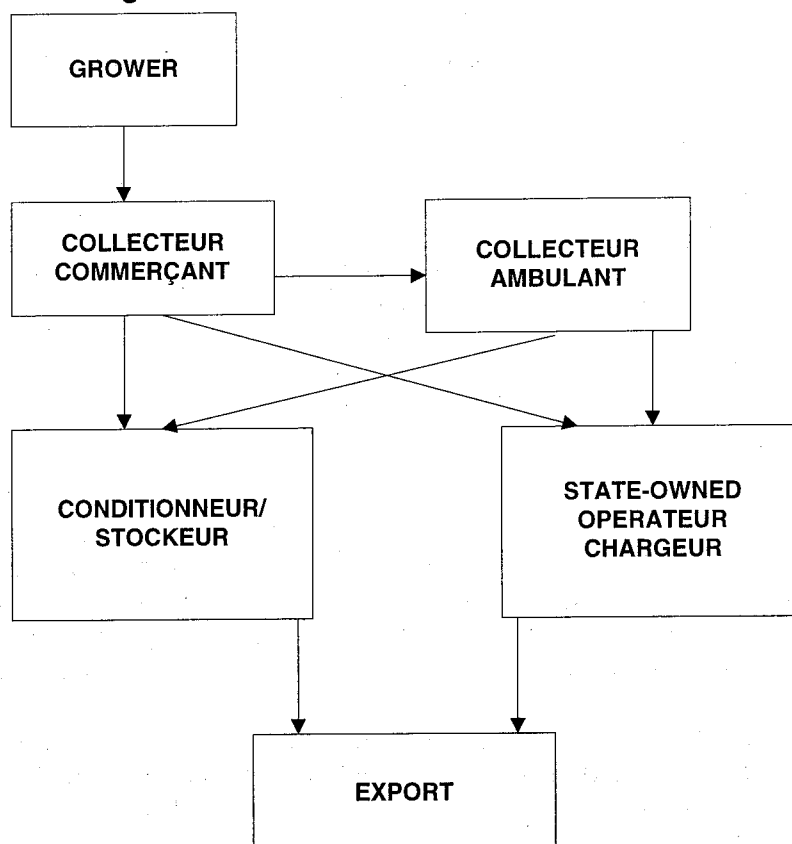 GROWER
COLLECTEUR
COMMERÇANT
COLLECTEUR
AMBULANT
CONDITIONNEUR/
STOCKEUR
STATE-OWNED
OPERATEUR
CHARGEUR
EXPORT